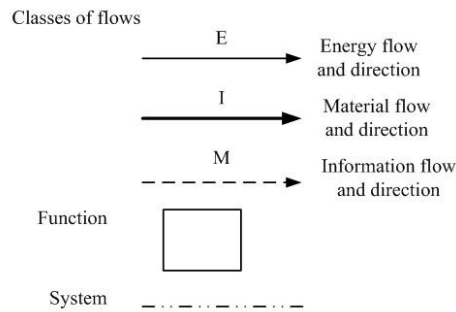 Classes of flows
E
Energy flow
and direction
I
Material flow
and direction
M
Information flow
and direction
Function
System